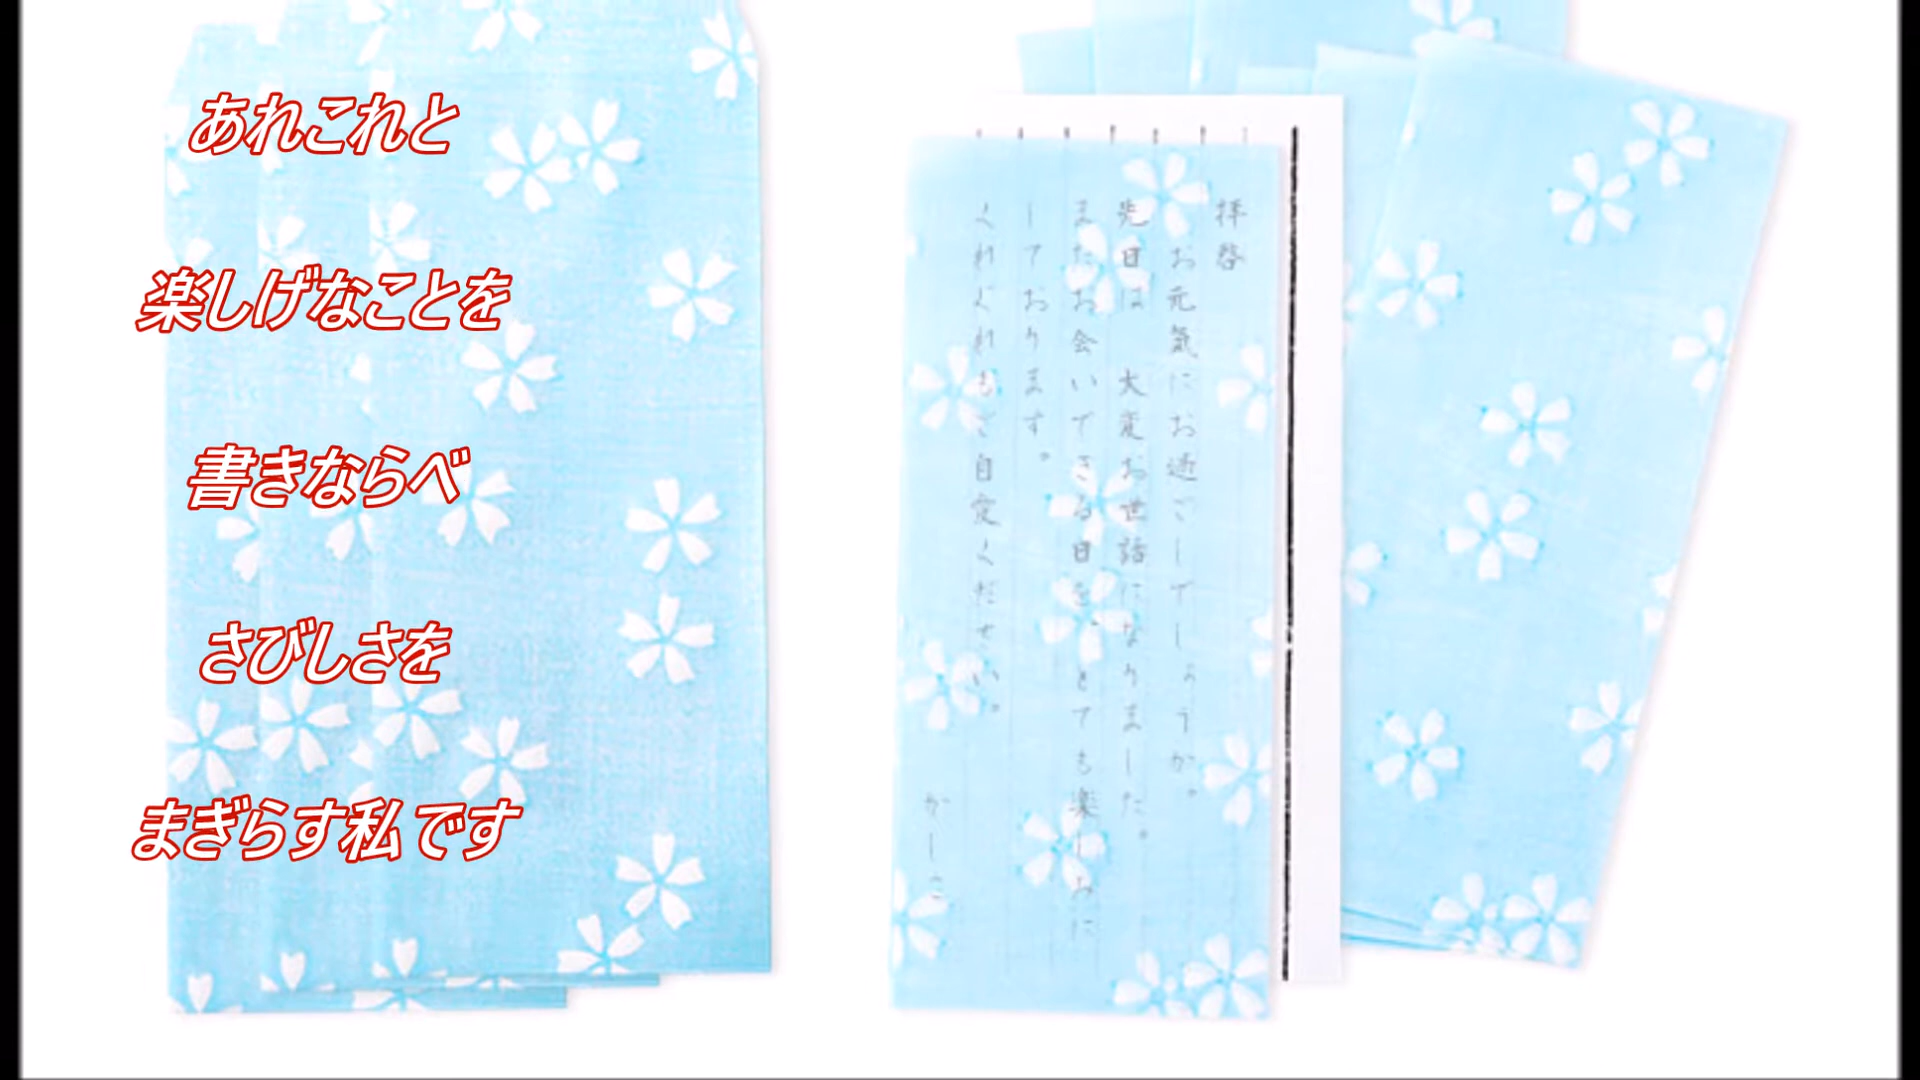 あれこれと
楽しげなことを
書きならべ
さびしさを
まぎらす私です
拝啓
お元気にお過ごしでしょうか。
先日は 大変お世話になりました。
またお会いできる日を、とても楽しみに
しております。
くれぐれもご自愛ください。
かしこ